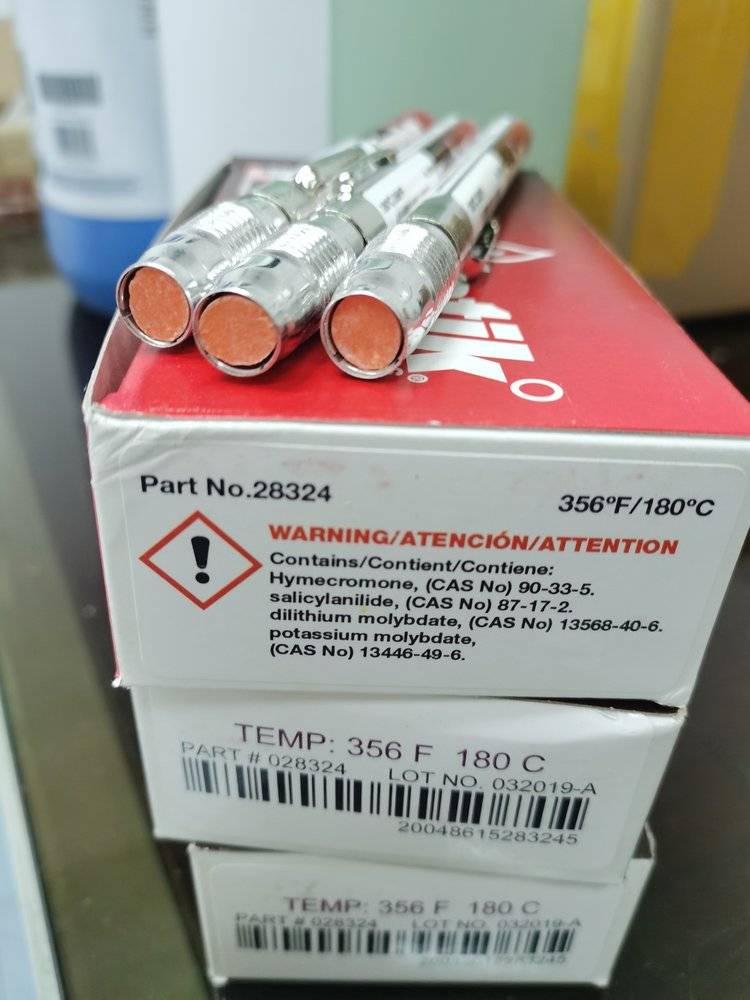 tik
®
Part No.28324
356ºF/180ºC
WARNING/ATENCIÓN/ATTENTION
Contains/Contient/Contiene:
Hymecromone, (CAS No) 90-33-5.
salicylanilide, (CAS No) 87-17-2.
dilithium molybdate, (CAS No) 13568-40-6.
potassium molybdate,
(CAS No) 13446-49-6.
TEMP: 356 F 180 C
PART # 028324 LOT NO. 032019-A
20048615283245
TEMP: 356 F 180 C
PART # 028324 LOT NO. 032019-A